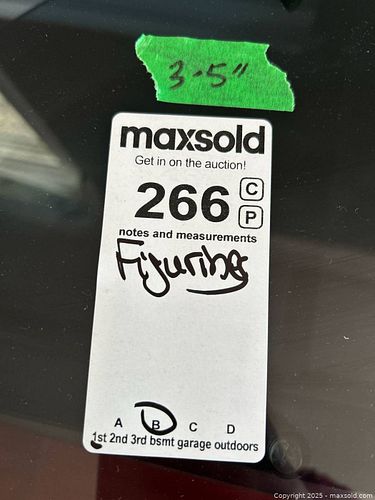 3-5"
maxsold
Get in on the auction!
266 C
P
notes and measurements
Figurines
A B C D
1st 2nd 3rd bsmt garage outdoors
Copyright 2025 - maxsold.com